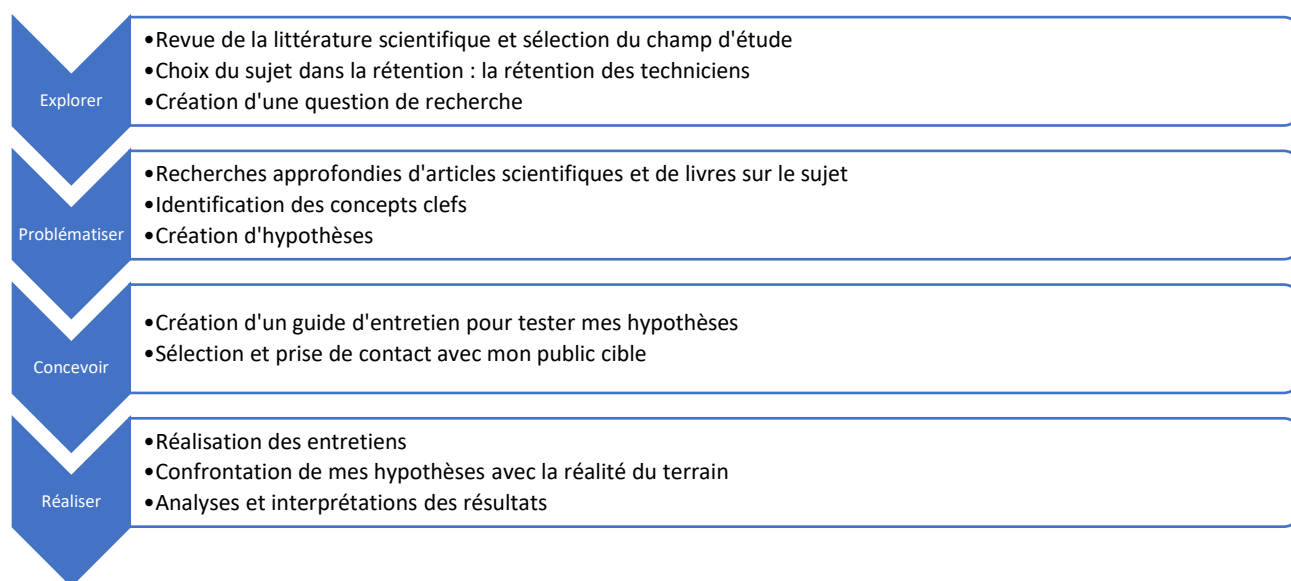 Explorer
•Revue de la littérature scientifique et sélection du champ d'étude
•Choix du sujet dans la rétention : la rétention des techniciens
•Création d'une question de recherche
Problématiser
•Recherches approfondies d'articles scientifiques et de livres sur le sujet
•Identification des concepts clefs
•Création d'hypothèses
Concevoir
•Création d'un guide d'entretien pour tester mes hypothèses
•Sélection et prise de contact avec mon public cible
Réaliser
•Réalisation des entretiens
•Confrontation de mes hypothèses avec la réalité du terrain
•Analyses et interprétations des résultats